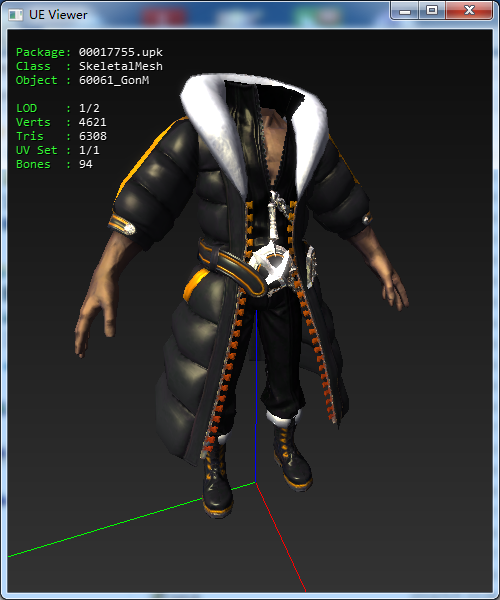 UE Viewer
Package: 00017755.upk
Class : SkeletalMesh
Object : 60061_GonM
LOD : 1/2
Verts : 4621
Tris : 6308
UV Set : 1/1
Bones : 94